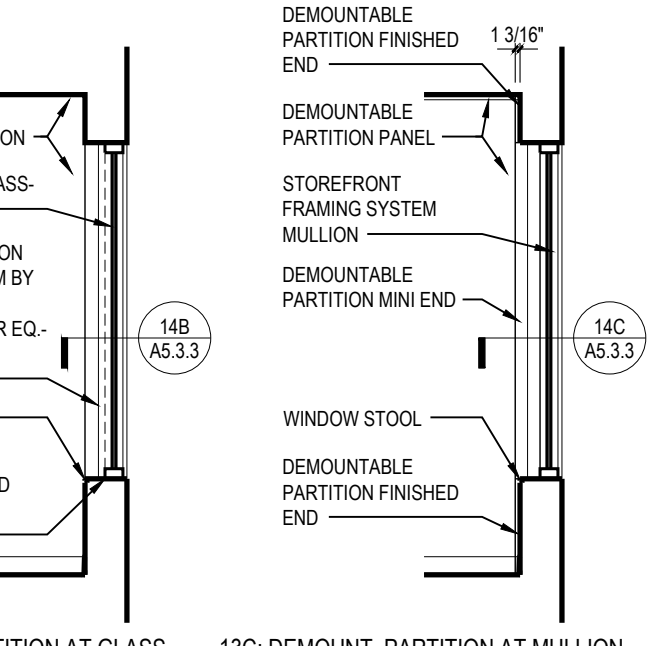 ON
ASS-
ON
M BY
R EQ.-
D
14B
A5.3.3
DEMOUNTABLE
PARTITION FINISHED
END
1 3/16"
DEMOUNTABLE
PARTITION PANEL
STOREFRONT
FRAMING SYSTEM
MULLION
DEMOUNTABLE
PARTITION MINI END
14C
A5.3.3
WINDOW STOOL
DEMOUNTABLE
PARTITION FINISHED
END
TITION AT GLASS
13C: DEMOUNT. PARTITION AT MULLION